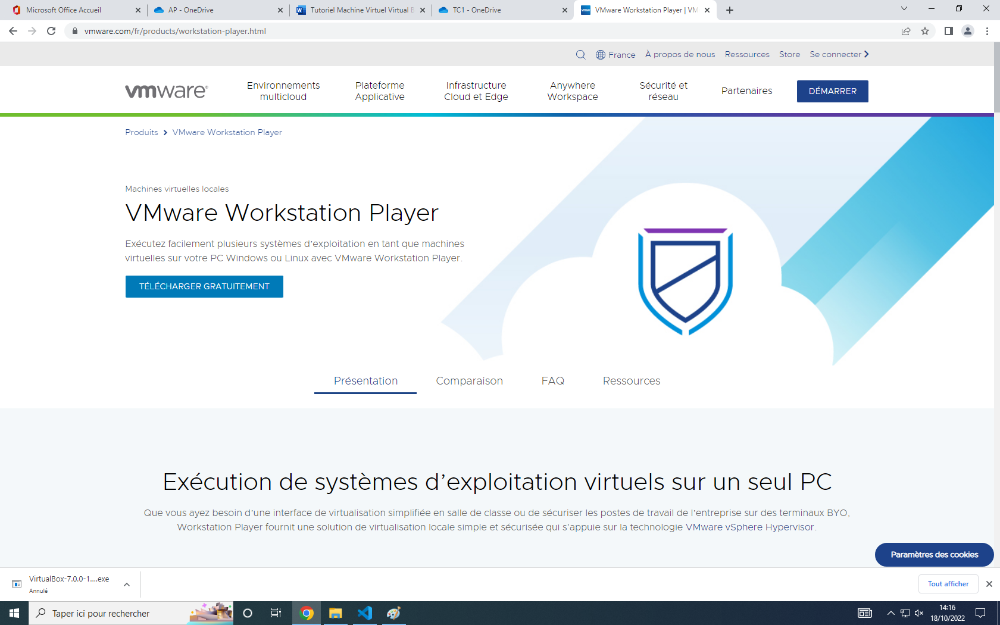 Microsoft Office Accueil
AP - OneDrive
Tutoriel Machine Virtuel Virtual B
TC1 - OneDrive
VMware Workstation Player | VM
vmware.com/fr/products/workstation-player.html
France
À propos de nous
Ressources
Store
Se connecter
vmware®
Environnements
multicloud
Plateforme
Applicative
Infrastructure
Cloud et Edge
Anywhere
Workspace
Sécurité et
réseau
Partenaires
DÉMARRER
Produits > VMware Workstation Player
Machines virtuelles locales
VMware Workstation Player
Exécutez facilement plusieurs systèmes d’exploitation en tant que machines
virtuelles sur votre PC Windows ou Linux avec VMware Workstation Player.
TÉLÉCHARGER GRATUITEMENT
Présentation
Comparaison
FAQ
Ressources
Exécution de systèmes d’exploitation virtuels sur un seul PC
Que vous ayez besoin d’une interface de virtualisation simplifiée en salle de classe ou de sécuriser les postes de travail de l’entreprise sur des terminaux BYO,
Workstation Player fournit une solution de virtualisation locale simple et sécurisée qui s’appuie sur la technologie VMware vSphere Hypervisor.
Paramètres des cookies
VirtualBox-7.0.0-1....exe
Annulé
Tout afficher
Taper ici pour rechercher
14:16
18/10/2022